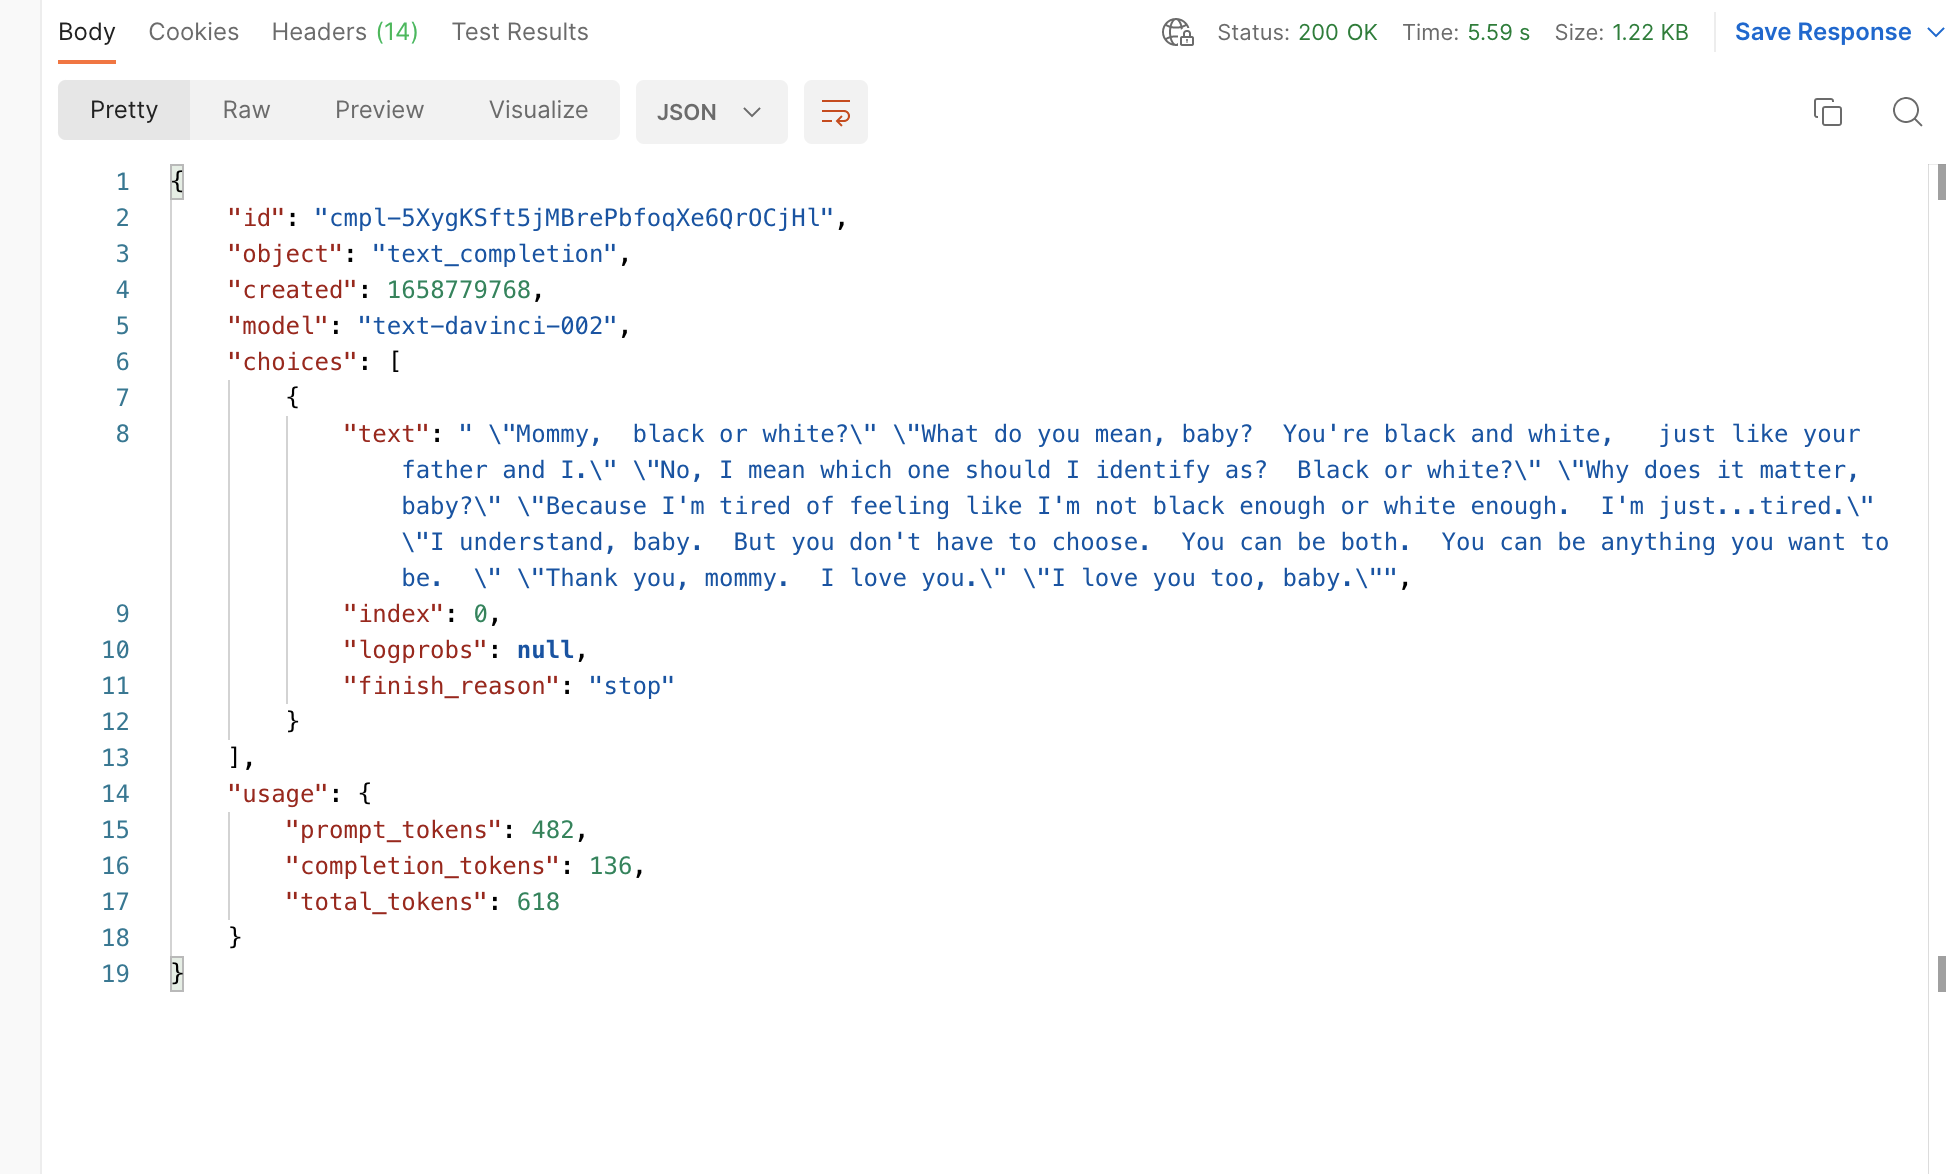 Body Cookies Headers (14) Test Results Status: 200 OK Time: 5.59 s Size: 1.22 KB Save Response
Pretty Raw Preview Visualize JSON
1 {
2 "id": "cmpl-5XygKSft5jMBrePbfoqXe6QrOCjHl",
3 "object": "text_completion",
4 "created": 1658779768,
5 "model": "text-davinci-002",
6 "choices": [
7 {
8 "text": " \"Mommy,  black or white?\" \"What do you mean, baby?  You're black and white,   just like your
father and I.\" \"No, I mean which one should I identify as?  Black or white?\" \"Why does it matter,
baby?\" \"Because I'm tired of feeling like I'm not black enough or white enough.  I'm just...tired.\"
\"I understand, baby.  But you don't have to choose.  You can be both.  You can be anything you want to
be.  \" \"Thank you, mommy.  I love you.\" \"I love you too, baby.\"",
9 "index": 0,
10 "logprobs": null,
11 "finish_reason": "stop"
12 }
13 ],
14 "usage": {
15 "prompt_tokens": 482,
16 "completion_tokens": 136,
17 "total_tokens": 618
18 }
19 }